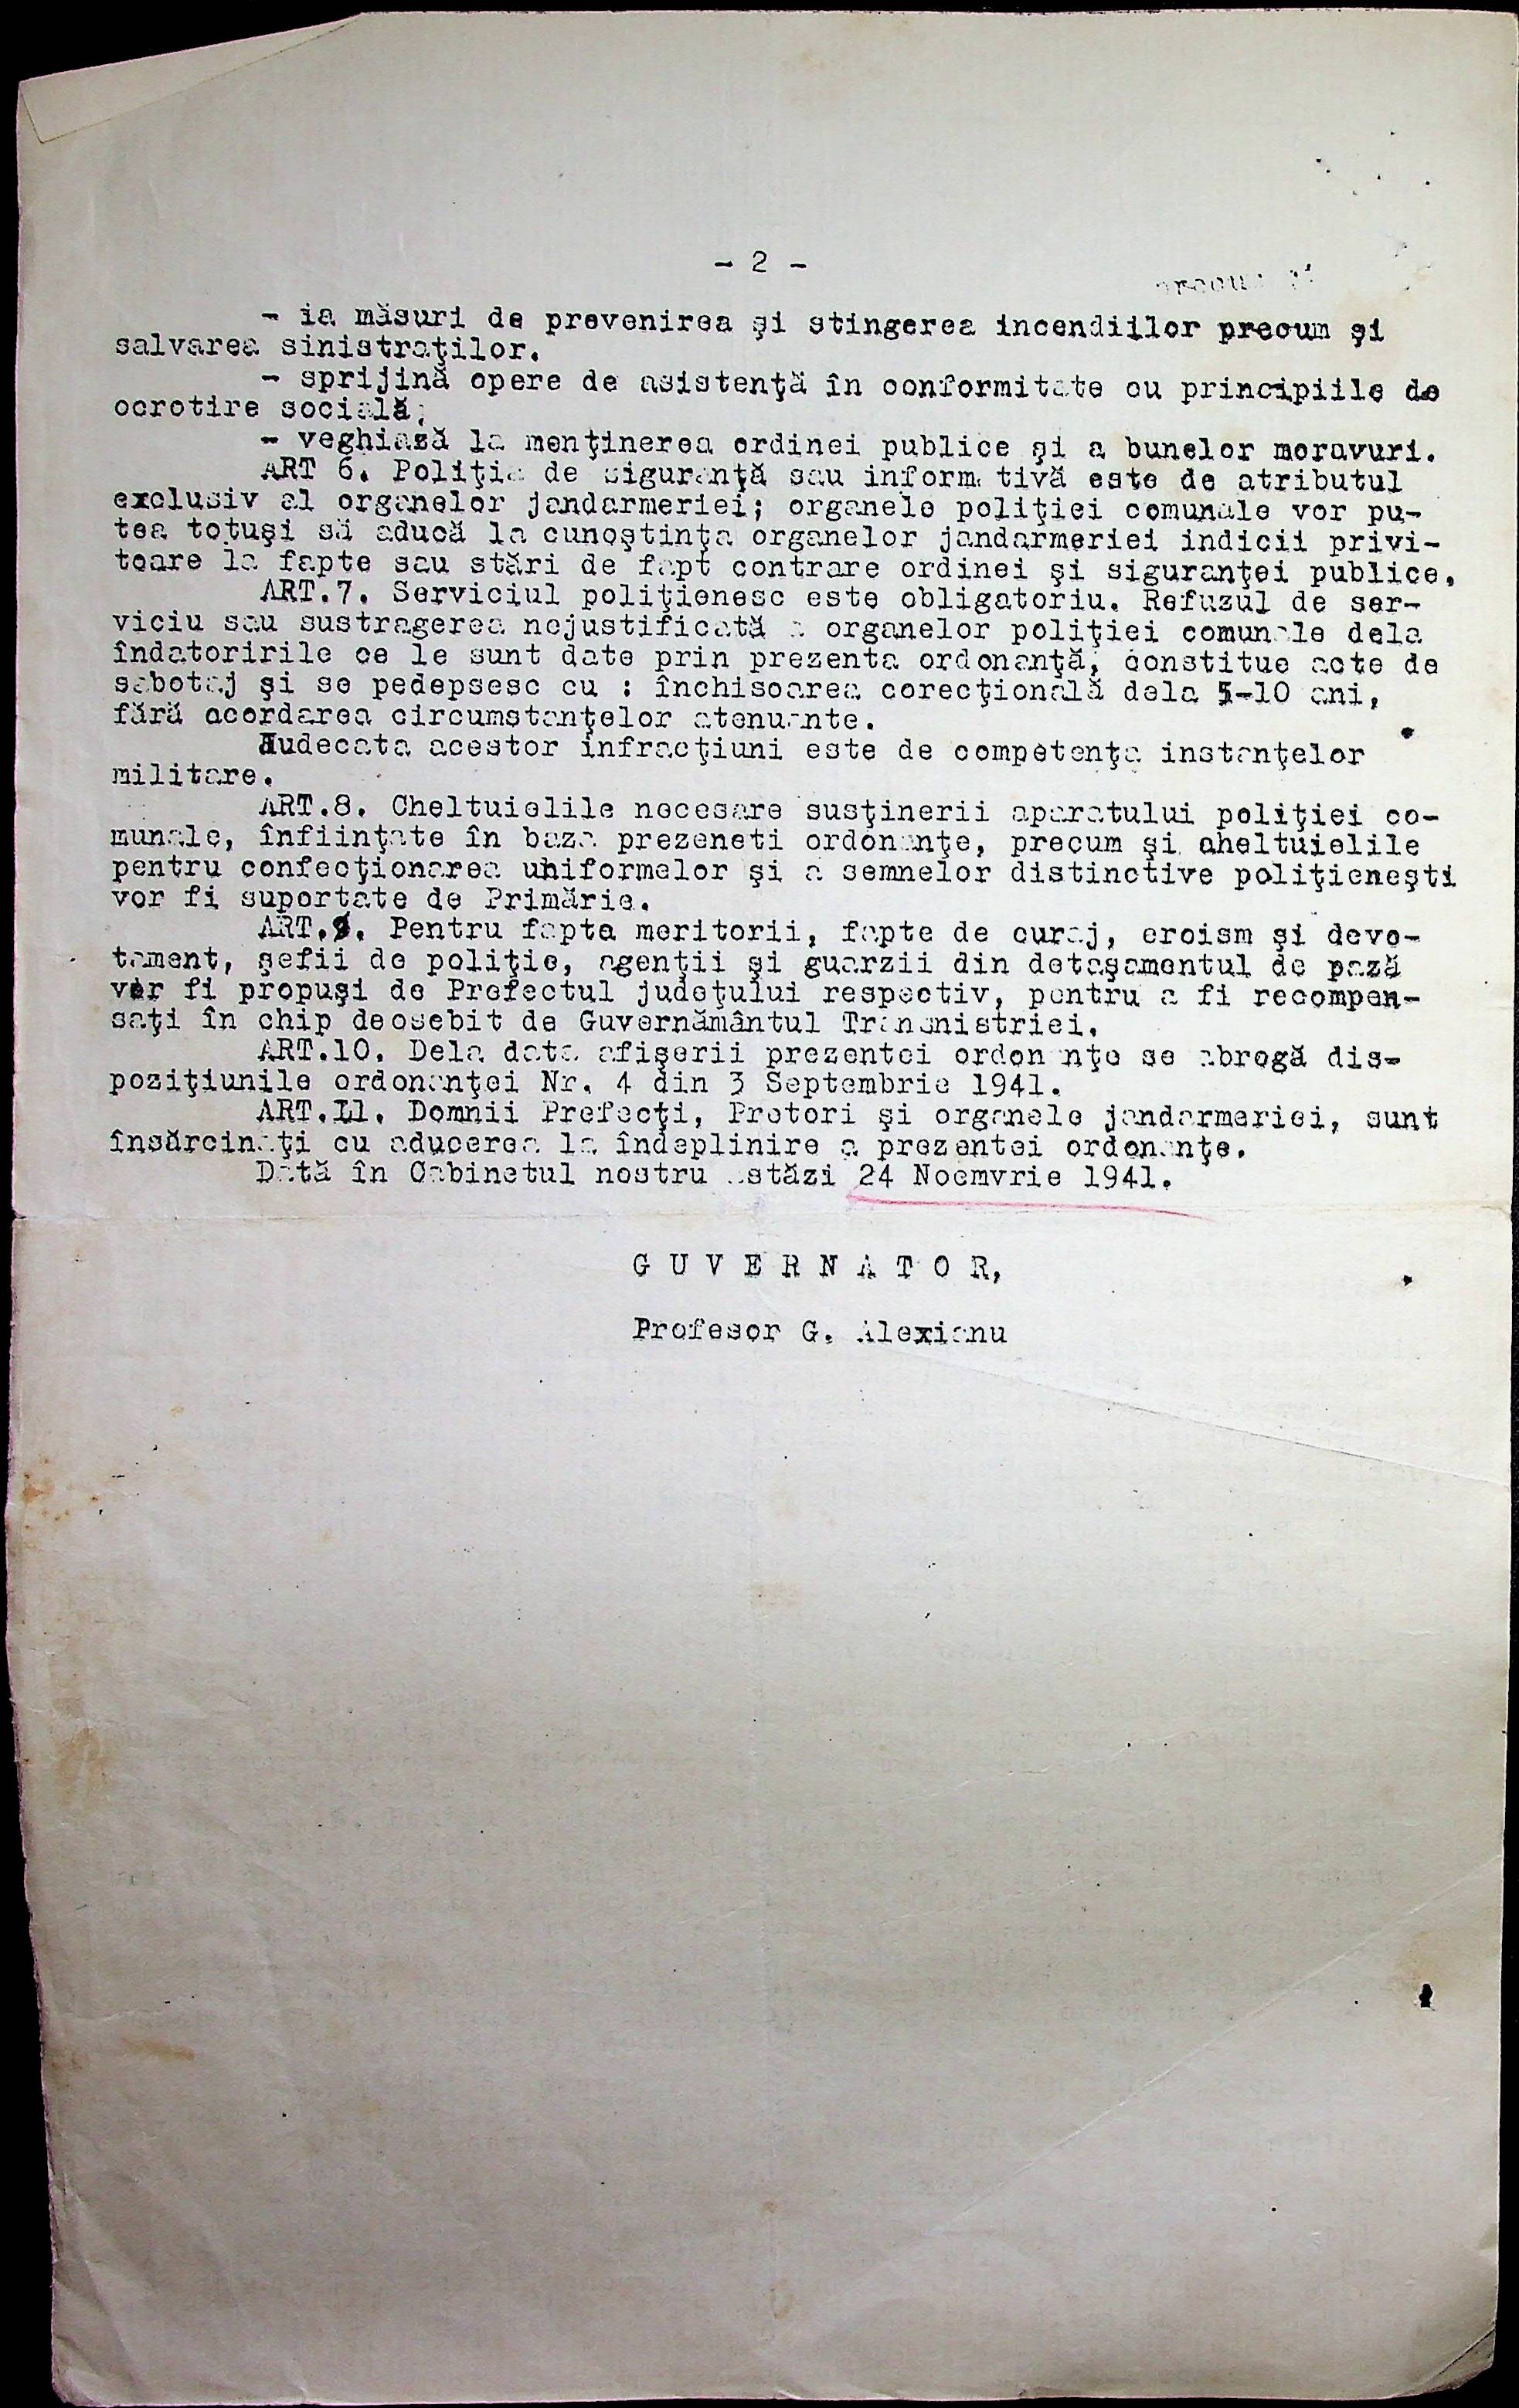 - 2 -
- ia măsuri de prevenirea şi stingerea incendiilor precum şi
salvarea sinistraţilor.
- sprijină opere de asistenţă în conformitate cu principiile de
ocrotire socială;
- veghiază la menţinerea ordinei publice şi a bunelor moravuri.
ART 6. Poliţia de siguranţă sau informativă este de atributul
exclusiv al organelor jandarmeriei; organele poliţiei comunale vor pu-
tea totuşi să aducă la cunoştinţa organelor jandarmeriei indicii privi-
toare la fapte sau stări de fapt contrare ordinei şi siguranţei publice.
ART.7. Serviciul poliţienesc este obligatoriu. Refuzul de ser-
viciu sau sustragerea nejustificată a organelor poliţiei comunale dela
îndatoririle ce le sunt date prin prezenta ordonanţă, constitue acte de
sabotaj şi se pedepsesc cu : închisoarea corecţională dela 5-10 ani,
fără acordarea circumstanţelor atenuante.
Judecata acestor infracţiuni este de competenţa instanţelor
militare.
ART.8. Cheltuielile necesare susţinerii aparatului poliţiei co-
munale, înfiinţate în baza prezeneti ordonanţe, precum şi cheltuielile
pentru confecţionarea uniformelor şi a semnelor distinctive poliţieneşti
vor fi suportate de Primărie.
ART.9. Pentru fapte meritorii, fapte de curaj, eroism şi devo-
tament, şefii de poliţie, agenţii şi guarzii din detaşamentul de pază
vor fi propuşi de Prefectul judeţului respectiv, pentru a fi recompen-
saţi în chip deosebit de Guvernământul Transnistriei.
ART.10. Dela data afişerii prezentei ordonanţe se abrogă dis-
poziţiunile ordonanţei Nr. 4 din 3 Septembrie 1941.
ART.11. Domnii Prefecţi, Pretori şi organele jandarmeriei, sunt
însărcinaţi cu aducerea la îndeplinire a prezentei ordonanţe.
Dată în Cabinetul nostru astăzi 24 Noemvrie 1941.
G U V E R N A T O R,
Profesor G. Alexianu